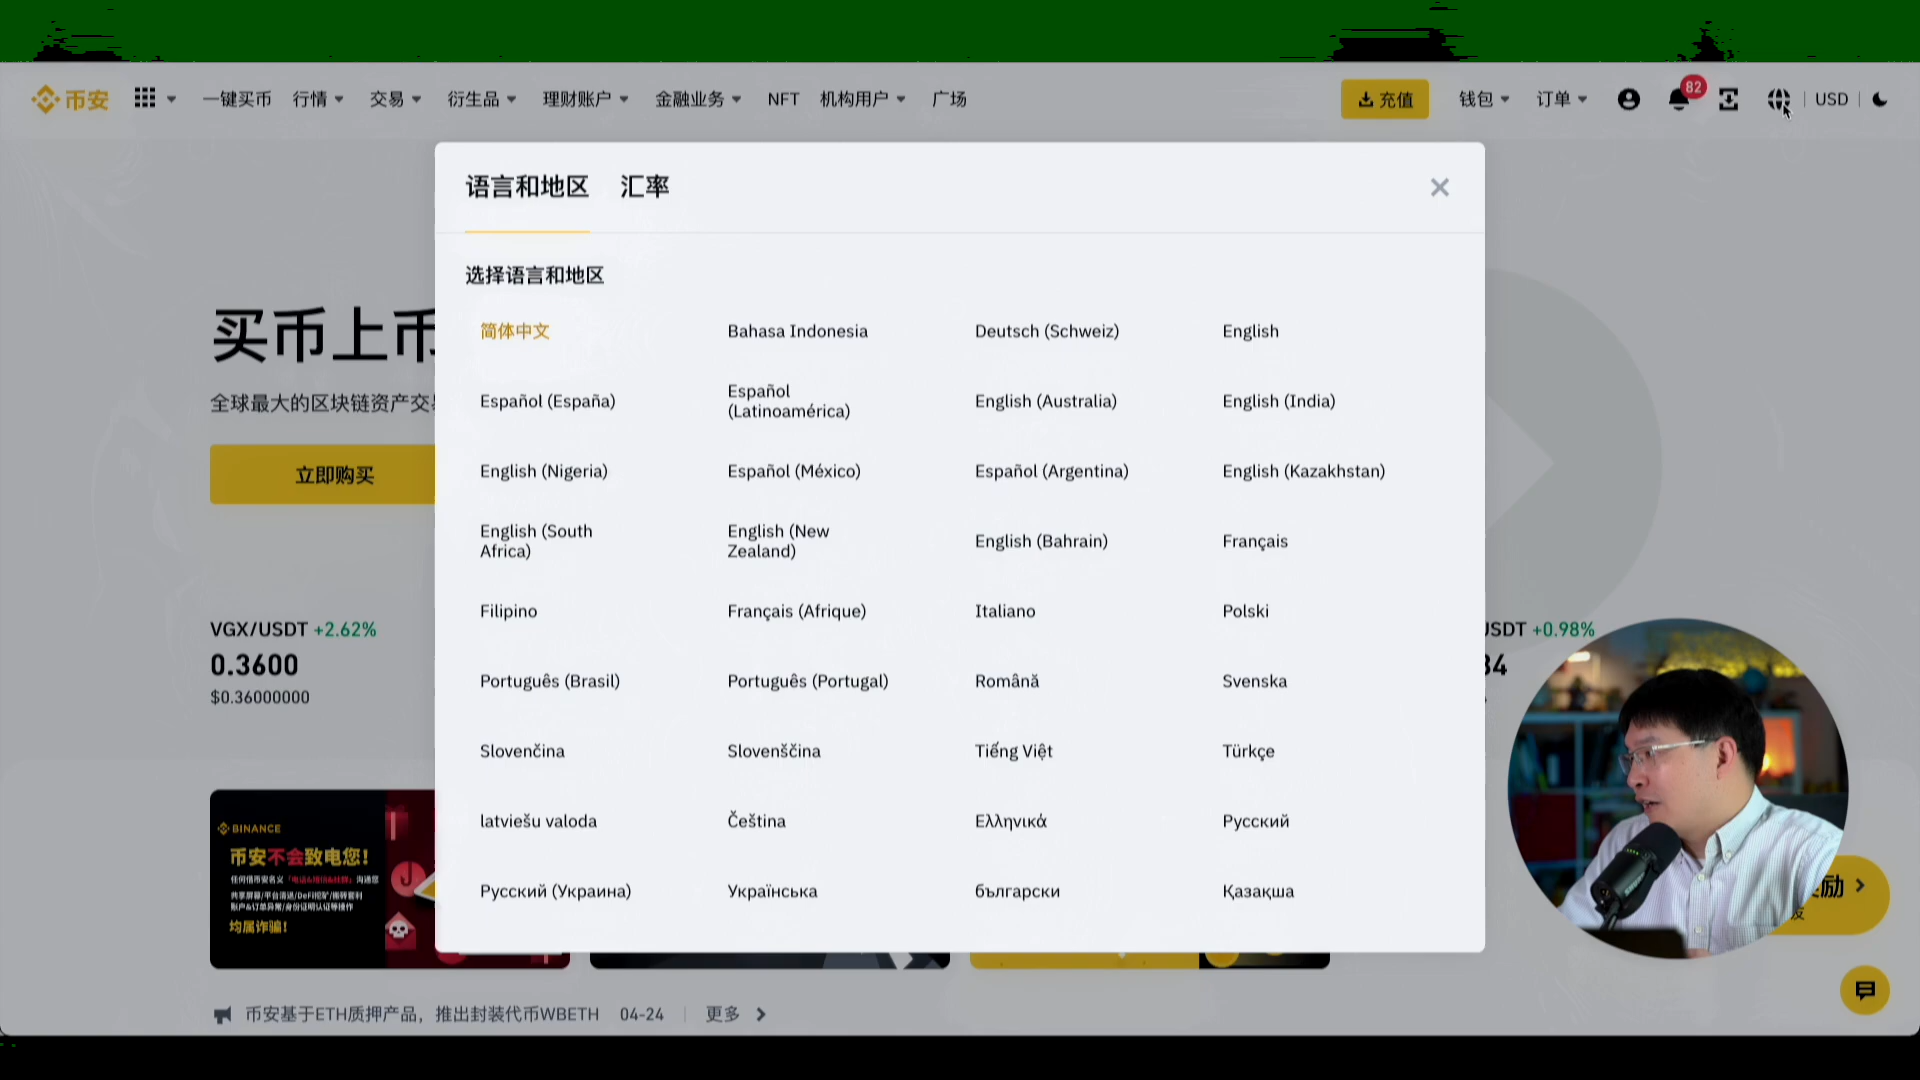 币安
一键买币 行情 交易 衍生品 理财账户 金融业务 NFT 机构用户 广场
充值 钱包 订单 82 USD
语言和地区 汇率
选择语言和地区
简体中文 Bahasa Indonesia Deutsch (Schweiz) English
Español (España) Español (Latinoamérica) English (Australia) English (India)
English (Nigeria) Español (México) Español (Argentina) English (Kazakhstan)
English (South Africa) English (New Zealand) English (Bahrain) Français
Filipino Français (Afrique) Italiano Polski
Português (Brasil) Português (Portugal) Română Svenska
Slovenčina Slovenščina Tiếng Việt Türkçe
latviešu valoda Čeština Ελληνικά Русский
Русский (Украина) Українська български Қазақша
买币上币
全球最大的区块链资产交
立即购买
VGX/USDT +2.62%
0.3600
$0.36000000
USDT +0.98%
34
BINANCE
币安不会致电您!
均属诈骗!
励
币安基于ETH质押产品，推出封装代币WBETH 04-24 更多